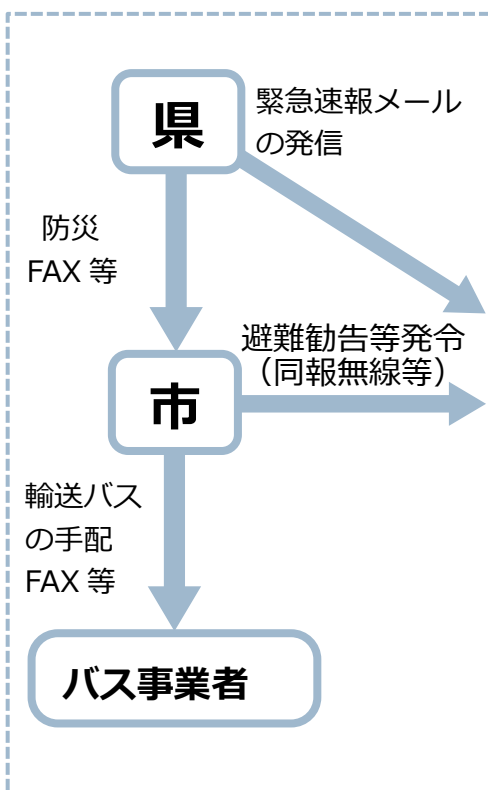 県
緊急速報メール
の発信
防災
FAX 等
避難勧告等発令
（同報無線等）
市
輸送バス
の手配
FAX 等
バス事業者